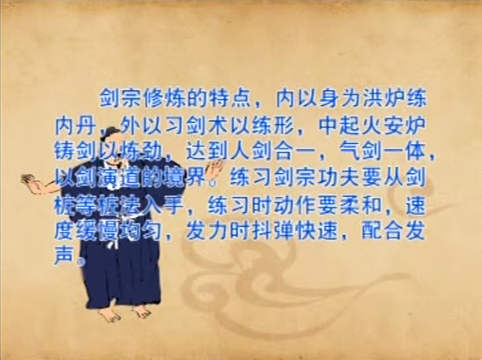 剑宗修炼的特点，内以身为洪炉练
内丹，外以习剑术以练形，中起火安炉
铸剑以炼劲，达到人剑合一，气剑一体，
以剑演道的境界。练习剑宗功夫要从剑
桩等桩法入手，练习时动作要柔和，速
度缓慢均匀，发力时抖弹快速，配合发
声。